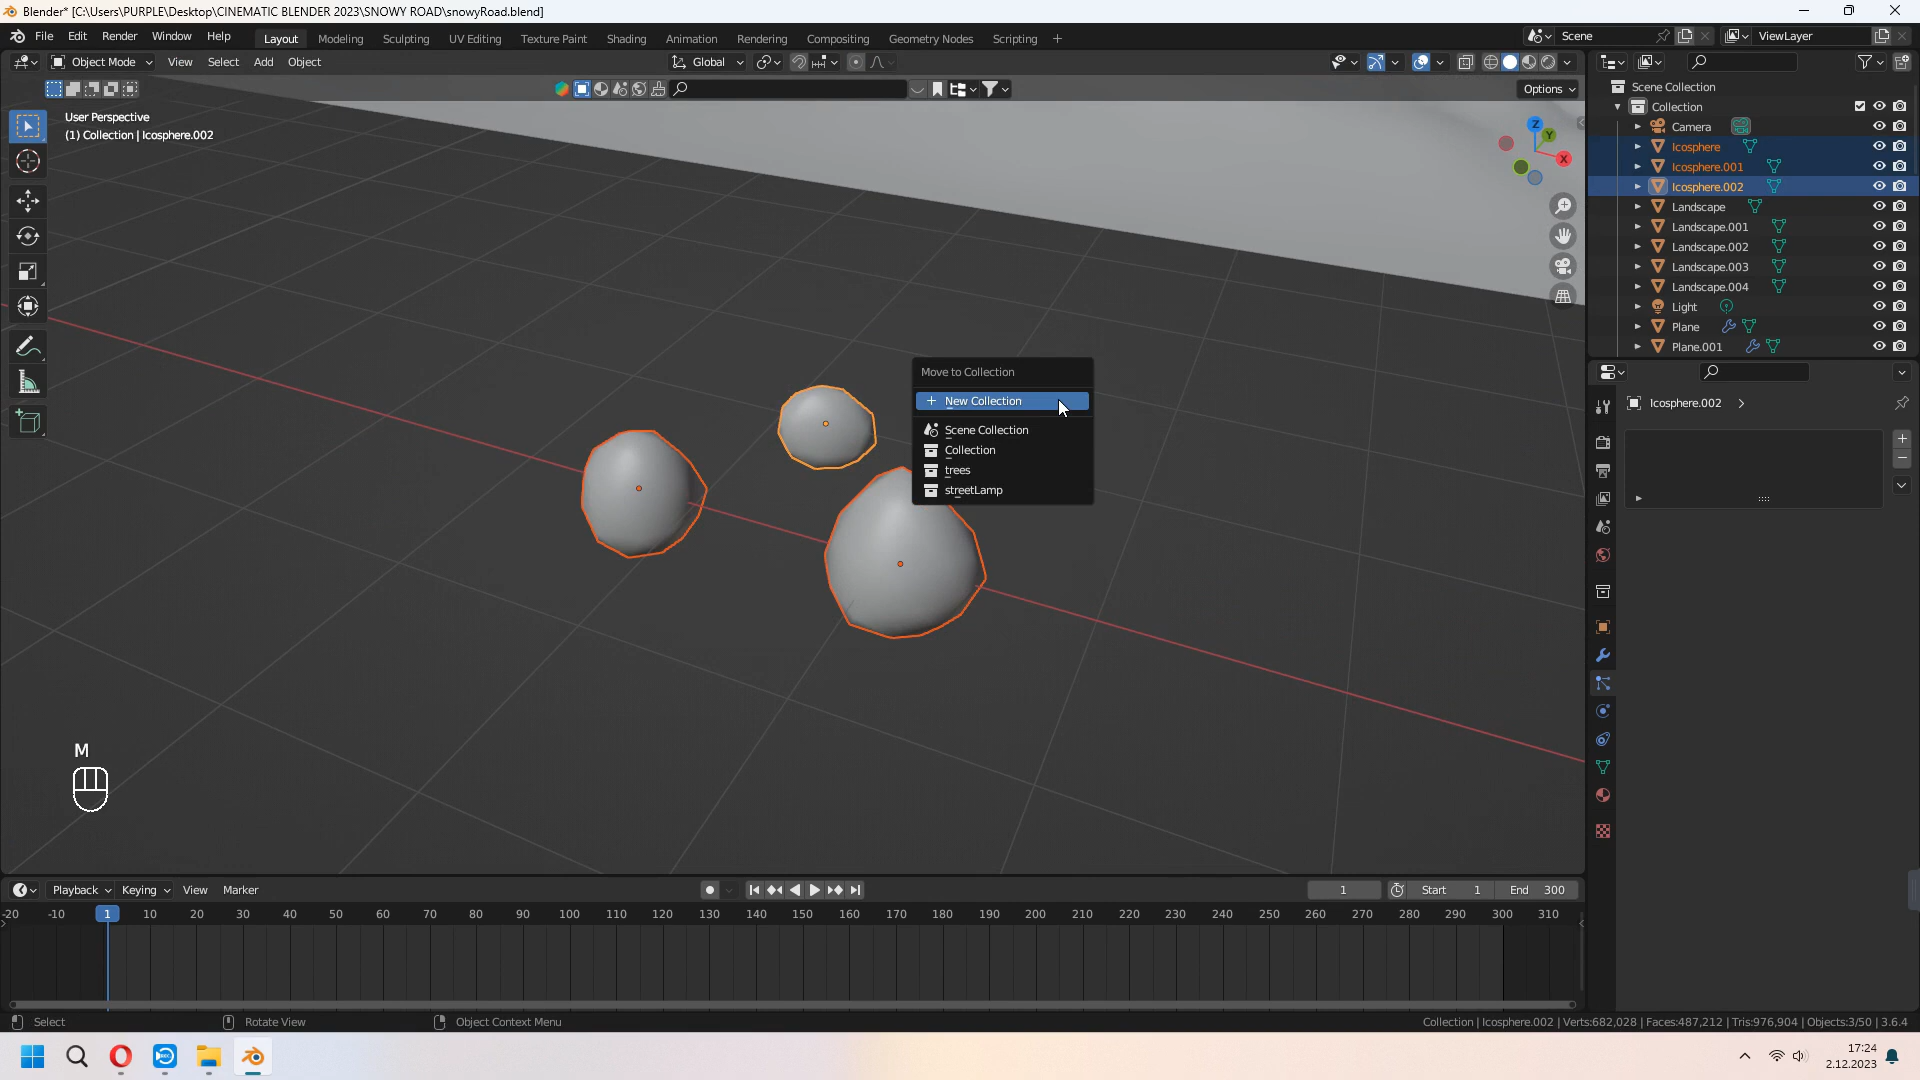 Blender* [C:\Users\PURPLE\Desktop\CINEMATIC BLENDER 2023\SNOWY ROAD\snowyRoad.blend]
File Edit Render Window Help Layout Modeling Sculpting UV Editing Texture Paint Shading Animation Rendering Compositing Geometry Nodes Scripting + Scene ViewLayer
Object Mode View Select Add Object Global
Options
User Perspective
(1) Collection | Icosphere.002
Z
Y
X
Scene Collection
Collection
Camera
Icosphere
Icosphere.001
Icosphere.002
Landscape
Landscape.001
Landscape.002
Landscape.003
Landscape.004
Light
Plane
Plane.001
Icosphere.002
Move to Collection
New Collection
Scene Collection
Collection
trees
streetLamp
M
Playback Keying View Marker 1 Start 1 End 300
-20 -10 1 10 20 30 40 50 60 70 80 90 100 110 120 130 140 150 160 170 180 190 200 210 220 230 240 250 260 270 280 290 300 310
Select Rotate View Object Context Menu Collection | Icosphere.002 | Verts:682,028 | Faces:487,212 | Tris:976,904 | Objects:3/50 | 3.6.4
REC
17:24
2.12.2023